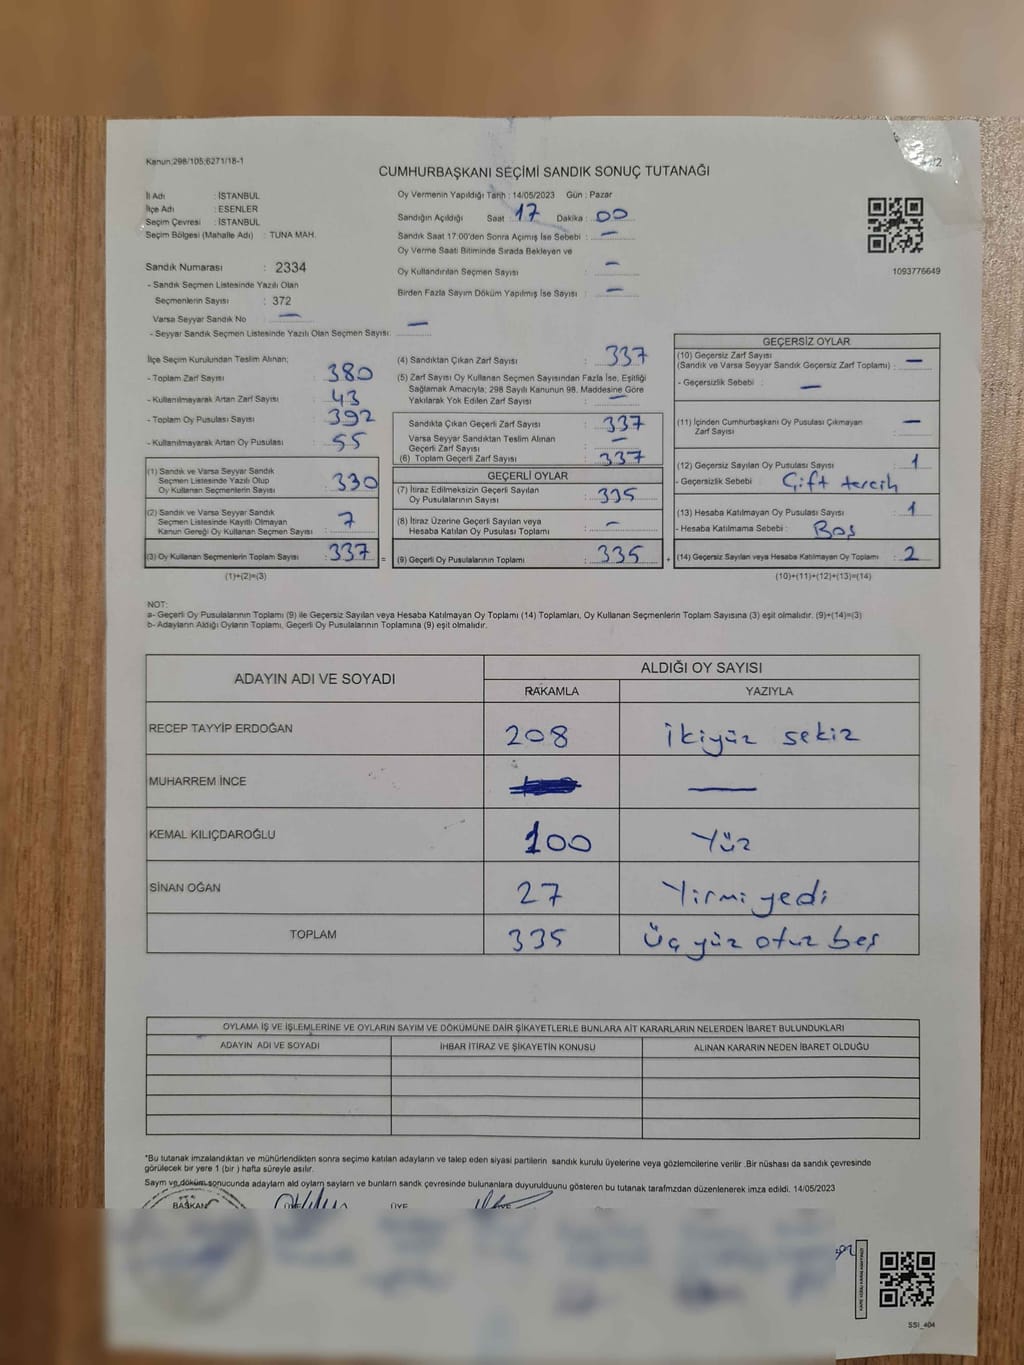 Kanun:298/105;6271/18-1
CUMHURBAŞKANI SEÇİMİ SANDIK SONUÇ TUTANAĞI
İl Adı : İSTANBUL
İlçe Adı : ESENLER
Seçim Çevresi : İSTANBUL
Seçim Bölgesi (Mahalle Adı) : TUNA MAH.
Sandık Numarası : 2334
- Sandık Seçmen Listesinde Yazılı Olan
Seçmenlerin Sayısı : 372
Varsa Seyyar Sandık No —
- Seyyar Sandık Seçmen Listesinde Yazılı Olan Seçmen Sayısı: —
Oy Vermenin Yapıldığı Tarih : 14/05/2023 Gün : Pazar
Sandığın Açıldığı Saat : 17 Dakika : 00
Sandık Saat 17:00'den Sonra Açımış İse Sebebi : —
Oy Verme Saati Bitiminde Sırada Bekleyen ve
Oy Kullandırılan Seçmen Sayısı : —
Birden Fazla Sayım Döküm Yapılmış İse Sayısı : —
1093776649
İlçe Seçim Kurulundan Teslim Alınan;
- Toplam Zarf Sayısı : 380
- Kullanılmayarak Artan Zarf Sayısı : 43
- Toplam Oy Pusulası Sayısı : 392
- Kullanılmayarak Artan Oy Pusulası : 55
(1) Sandık ve Varsa Seyyar Sandık
Seçmen Listesinde Yazılı Olup
Oy Kullanan Seçmenlerin Sayısı : 330
(2) Sandık ve Varsa Seyyar Sandık
Seçmen Listesinde Kayıtlı Olmayan
Kanun Gereği Oy Kullanan Seçmen Sayısı : 7
(3) Oy Kullanan Seçmenlerin Toplam Sayısı : 337
(1)+(2)=(3)
(4) Sandıktan Çıkan Zarf Sayısı : 337
(5) Zarf Sayısı Oy Kullanan Seçmen Sayısından Fazla İse, Eşitliği
Sağlamak Amacıyla; 298 Sayılı Kanunun 98. Maddesine Göre
Yakılarak Yok Edilen Zarf Sayısı : —
Sandıkta Çıkan Geçerli Zarf Sayısı : 337
Varsa Seyyar Sandıktan Teslim Alınan
Geçerli Zarf Sayısı : —
(6) Toplam Geçerli Zarf Sayısı : 337
GEÇERLİ OYLAR
(7) İtiraz Edilmeksizin Geçerli Sayılan
Oy Pusulalarının Sayısı : 335
(8) İtiraz Üzerine Geçerli Sayılan veya
Hesaba Katılan Oy Pusulası Toplamı : —
= (9) Geçerli Oy Pusulalarının Toplamı : 335 +
GEÇERSİZ OYLAR
(10) Geçersiz Zarf Sayısı
(Sandık ve Varsa Seyyar Sandık Geçersiz Zarf Toplamı) : —
- Geçersizlik Sebebi : —
(11) İçinden Cumhurbaşkanı Oy Pusulası Çıkmayan
Zarf Sayısı : —
(12) Geçersiz Sayılan Oy Pusulası Sayısı : 1
- Geçersizlik Sebebi : Çift tercih
(13) Hesaba Katılmayan Oy Pusulası Sayısı : 1
- Hesaba Katılmama Sebebi : Boş
(14) Geçersiz Sayılan veya Hesaba Katılmayan Oy Toplamı : 2
(10)+(11)+(12)+(13)=(14)
NOT:
a- Geçerli Oy Pusulalarının Toplamı (9) ile Geçersiz Sayılan veya Hesaba Katılmayan Oy Toplamı (14) Toplamları, Oy Kullanan Seçmenlerin Toplam Sayısına (3) eşit olmalıdır. (9)+(14)=(3)
b- Adayların Aldığı Oyların Toplamı, Geçerli Oy Pusulalarının Toplamına (9) eşit olmalıdır.
ADAYIN ADI VE SOYADI ALDIĞI OY SAYISI
RAKAMLA YAZIYLA
RECEP TAYYİP ERDOĞAN 208 İkiyüz sekiz
MUHARREM İNCE —
KEMAL KILIÇDAROĞLU 100 Yüz
SİNAN OĞAN 27 Yirmi yedi
TOPLAM 335 Üç yüz otuz beş
OYLAMA İŞ VE İŞLEMLERİNE VE OYLARIN SAYIM VE DÖKÜMÜNE DAİR ŞİKAYETLERLE BUNLARA AİT KARARLARIN NELERDEN İBARET BULUNDUKLARI
ADAYIN ADI VE SOYADI İHBAR İTİRAZ VE ŞİKAYETİN KONUSU ALINAN KARARIN NEDEN İBARET OLDUĞU
*Bu tutanak imzalandıktan ve mühürlendikten sonra seçime katılan adayların ve talep eden siyasi partilerin sandık kurulu üyelerine veya gözlemcilerine verilir .Bir nüshası da sandık çevresinde
görülecek bir yere 1 (bir ) hafta süreyle asılır.
Sayım ve döküm sonucunda adayların ald oyların sayıların ve bunların sandk çevresinde bulunanlara duyurulduunu gösteren bu tutanak tarafmzdan düzenlenerek imza edildi. 14/05/2023
BAŞKAN ÜYE ÜYE ÜYE
SSI_404